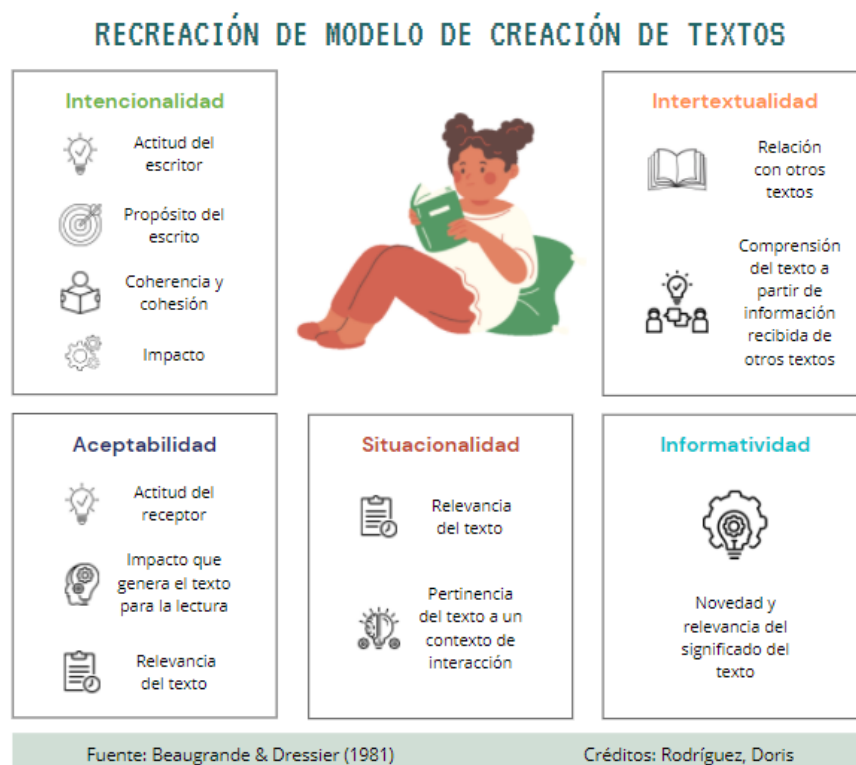 RECREACIÓN DE MODELO DE CREACIÓN DE TEXTOS
Intencionalidad
Actitud del
escritor
Propósito del
escrito
Coherencia y
cohesión
Impacto
Intertextualidad
Relación
con otros
textos
Comprensión
del texto a
partir de
información
recibida de
otros textos
Aceptabilidad
Actitud del
receptor
Impacto que
genera el texto
para la lectura
Relevancia
del texto
Situacionalidad
Relevancia
del texto
Pertinencia
del texto a un
contexto de
interacción
Informatividad
Novedad y
relevancia del
significado del
texto
Fuente: Beaugrande & Dressier (1981)
Créditos: Rodríguez, Doris